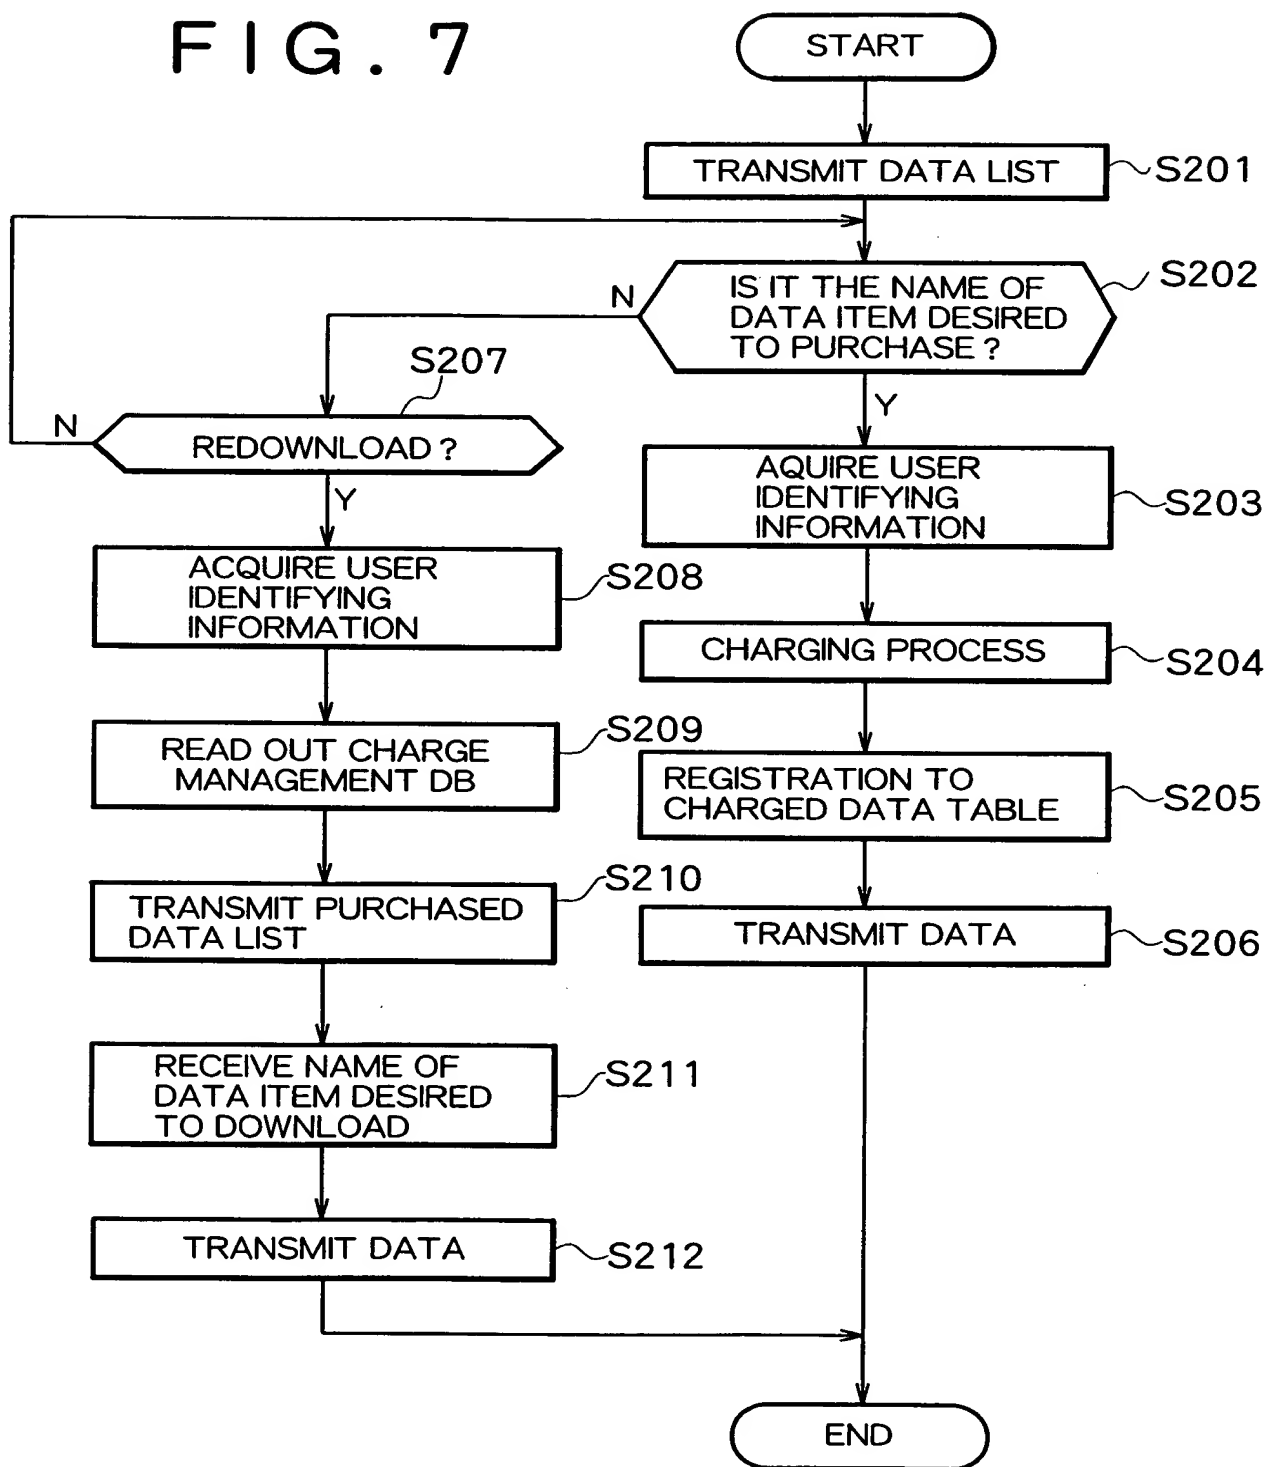 FIG. 7
START
TRANSMIT DATA LIST
S201
IS IT THE NAME OF
DATA ITEM DESIRED
TO PURCHASE ?
S202
N
Y
S207
REDOWNLOAD ?
N
Y
AQUIRE USER
IDENTIFYING
INFORMATION
S203
ACQUIRE USER
IDENTIFYING
INFORMATION
S208
CHARGING PROCESS
S204
READ OUT CHARGE
MANAGEMENT DB
S209
REGISTRATION TO
CHARGED DATA TABLE
S205
TRANSMIT PURCHASED
DATA LIST
S210
TRANSMIT DATA
S206
RECEIVE NAME OF
DATA ITEM DESIRED
TO DOWNLOAD
S211
TRANSMIT DATA
S212
END